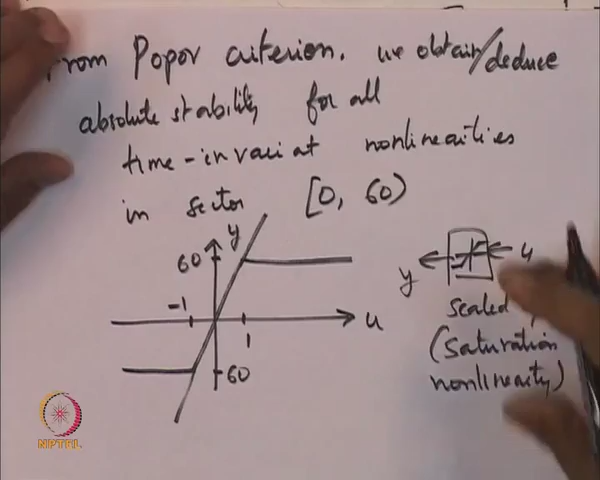 From Popov criterion, we obtain/deduce
absolute stability for all
time-invariat nonlinearities
in sector [0, 60)
y
60
-1
1
u
60
y
u
scaled
(saturation
nonlinearity)
NPTEL